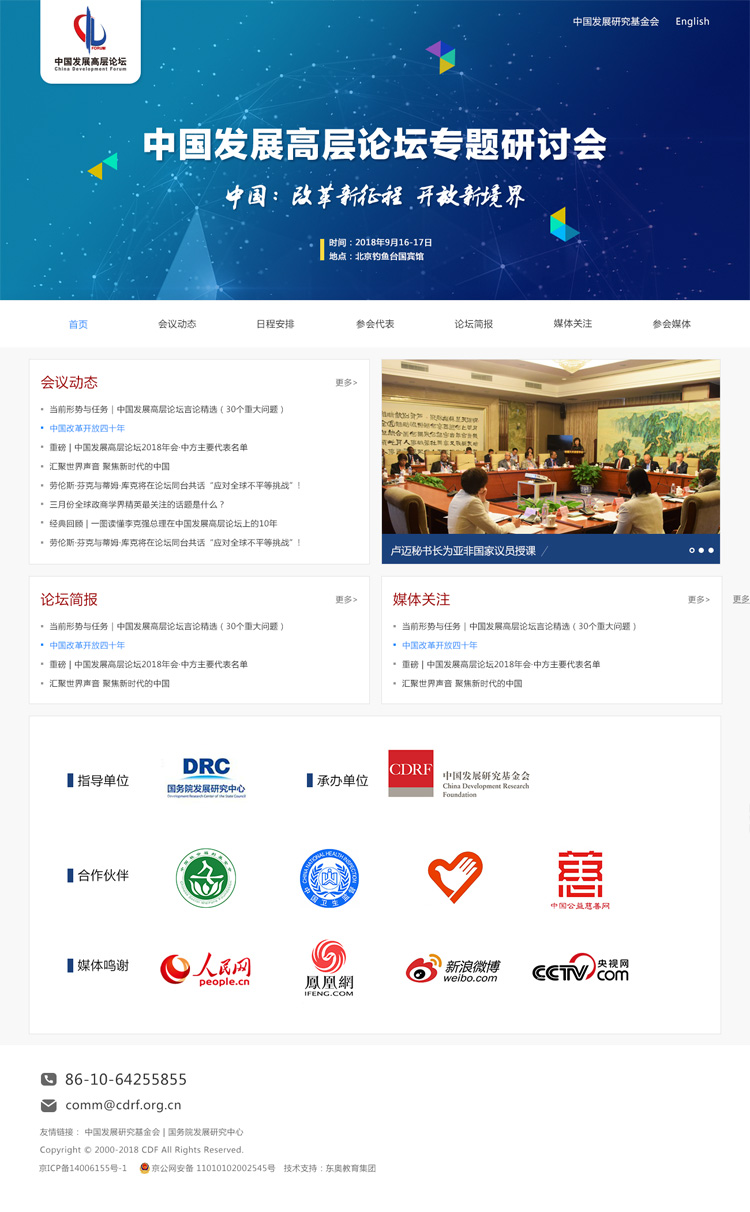 中国发展研究基金会 English
FORUM
中国发展高层论坛
China Development Forum
中国发展高层论坛专题研讨会
中国：改革新征程 开放新境界
时间：2018年9月16-17日
地点：北京钓鱼台国宾馆
首页 会议动态 日程安排 参会代表 论坛简报 媒体关注 参会媒体
会议动态 更多>
当前形势与任务｜中国发展高层论坛言论精选（30个重大问题）
中国改革开放四十年
重磅 | 中国发展高层论坛2018年会·中方主要代表名单
汇聚世界声音 聚焦新时代的中国
劳伦斯·芬克与蒂姆·库克将在论坛同台共话“应对全球不平等挑战”!
三月份全球政商学界精英最关注的话题是什么？
经典回顾 | 一图读懂李克强总理在中国发展高层论坛上的10年
劳伦斯·芬克与蒂姆·库克将在论坛同台共话“应对全球不平等挑战”!
卢迈秘书长为亚非国家议员授课
论坛简报 更多>
当前形势与任务｜中国发展高层论坛言论精选（30个重大问题）
中国改革开放四十年
重磅 | 中国发展高层论坛2018年会·中方主要代表名单
汇聚世界声音 聚焦新时代的中国
媒体关注 更多> 更多
当前形势与任务｜中国发展高层论坛言论精选（30个重大问题）
中国改革开放四十年
重磅 | 中国发展高层论坛2018年会·中方主要代表名单
汇聚世界声音 聚焦新时代的中国
指导单位
DRC
国务院发展研究中心
Development Research Center of the State Council
承办单位
CDRF
中国发展研究基金会
China Development Research
Foundation
合作伙伴
CHINA NATIONAL HEALTH INSPECTION
中国卫生监督
慈善
中国公益慈善网
媒体鸣谢
人民网
people.cn
鳳凰網
IFENG.COM
新浪微博
weibo.com
CCTV 央视网
com
86-10-64255855
comm@cdrf.org.cn
友情链接： 中国发展研究基金会 | 国务院发展研究中心
Copyright © 2000-2018 CDF All Rights Reserved.
京ICP备14006155号-1 京公网安备 11010102002545号 技术支持：东奥教育集团